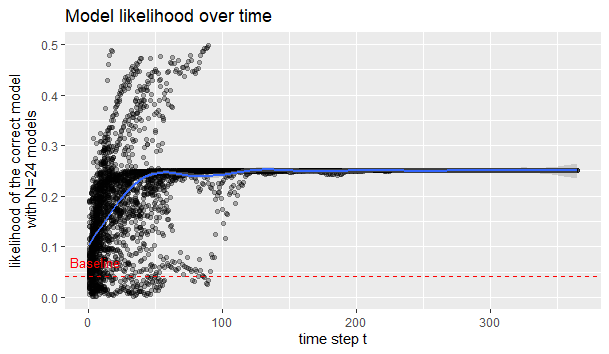 Model likelihood over time
likelihood of the correct model
with N=24 models
0.5
0.4
0.3
0.2
0.1
0.0
Baseline
0
100
200
300
time step t